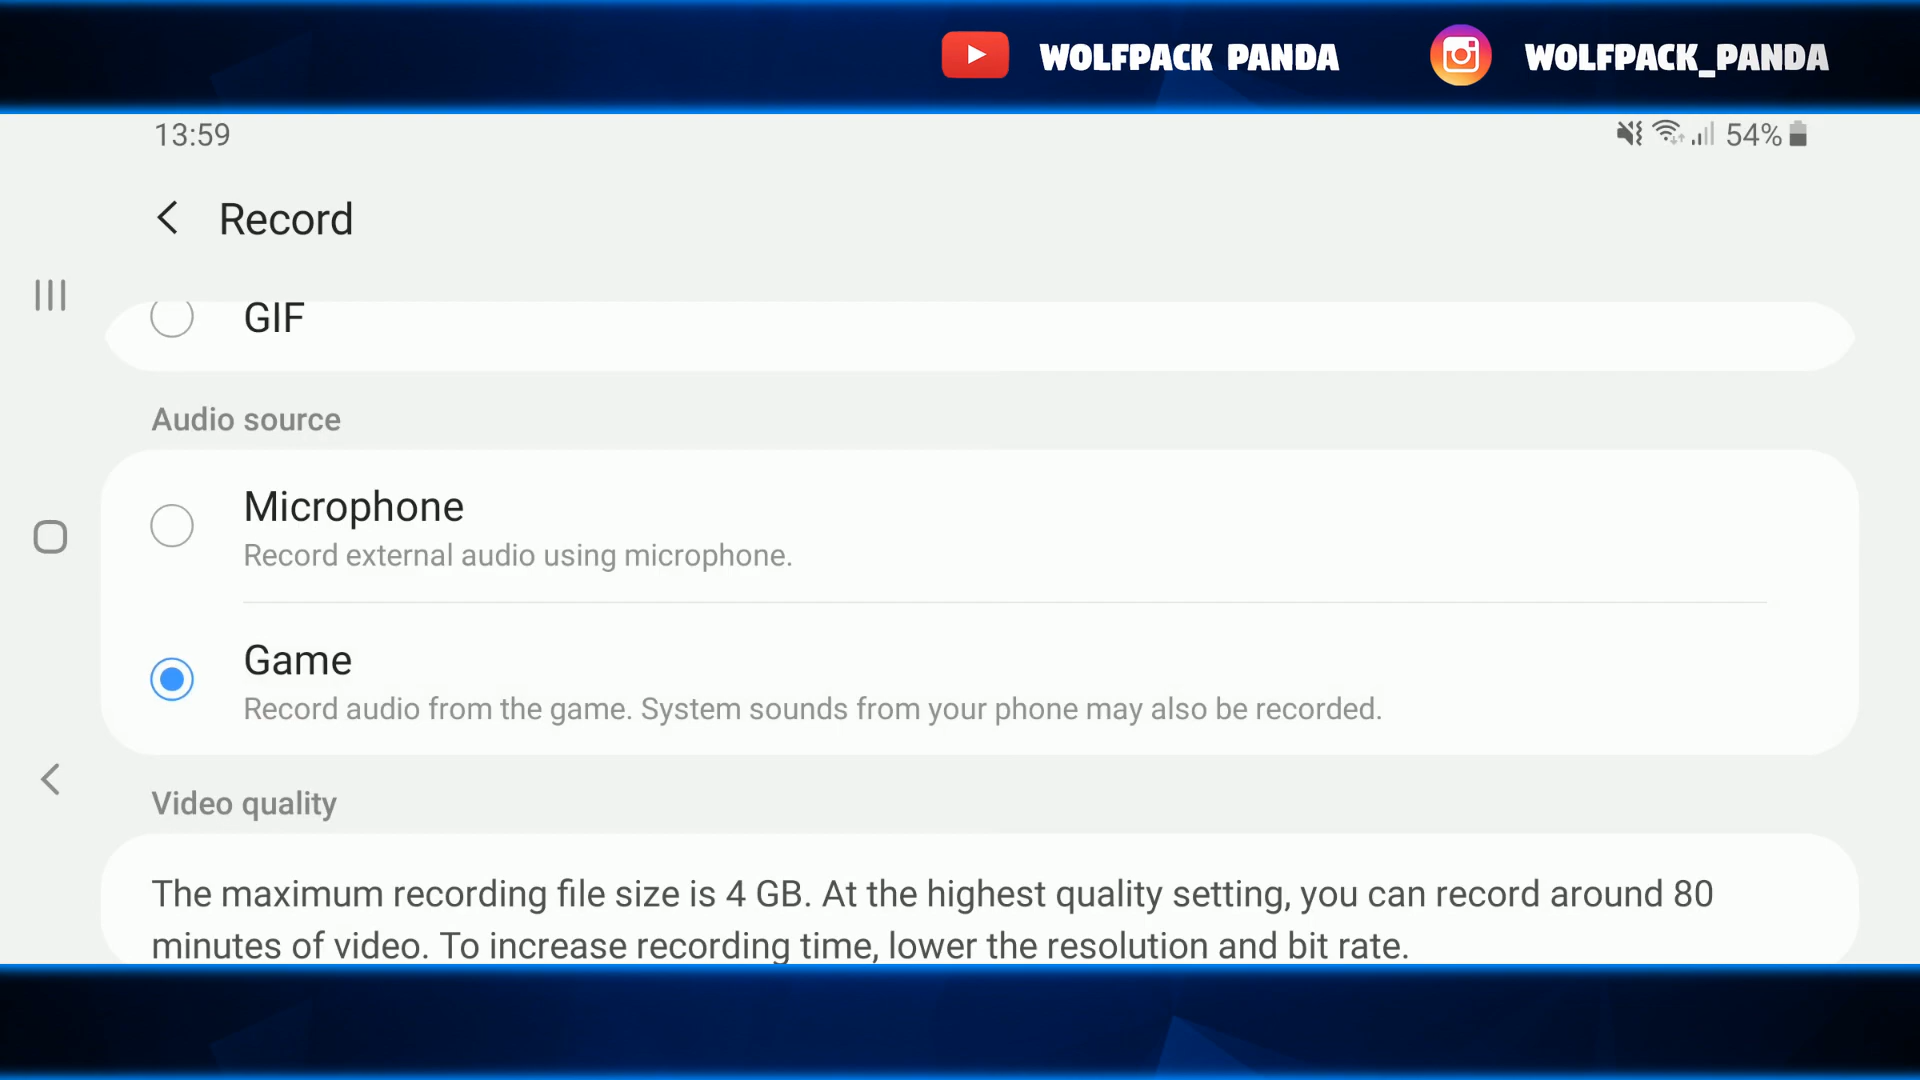 WOLFPACK PANDA
WOLFPACK_PANDA
13:59
54%
Record
GIF
Audio source
Microphone
Record external audio using microphone.
Game
Record audio from the game. System sounds from your phone may also be recorded.
Video quality
The maximum recording file size is 4 GB. At the highest quality setting, you can record around 80
minutes of video. To increase recording time, lower the resolution and bit rate.